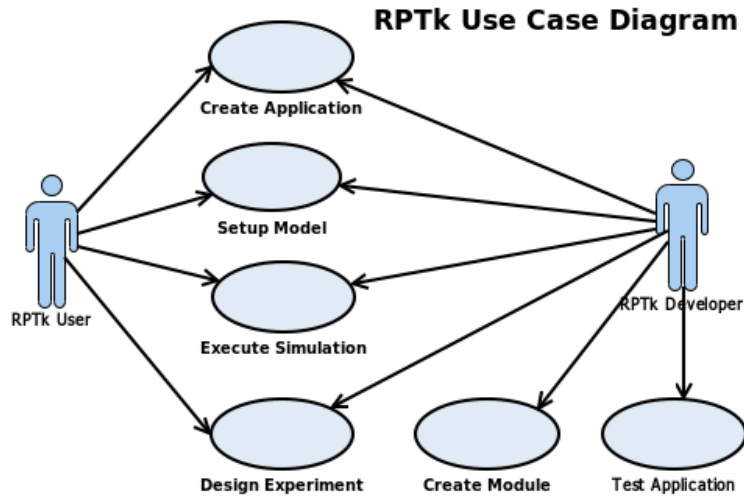 RPTk Use Case Diagram
Create Application
Setup Model
RPTk User
RPTk Developer
Execute Simulation
Design Experiment
Create Module
Test Application